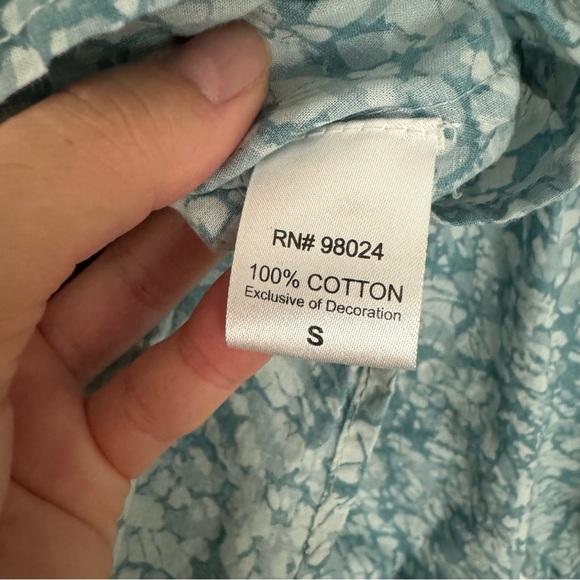 RN# 98024
100% COTTON
Exclusive of Decoration
S